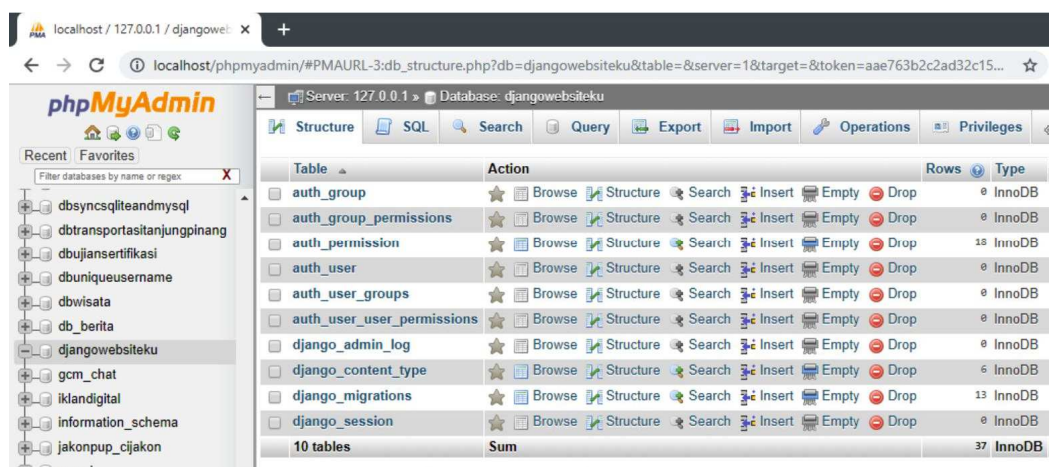 localhost / 127.0.0.1 / djangoweb
localhost/phpmyadmin/#PMAURL-3:db_structure.php?db=djangowebsiteku&table=&server=1&target=&token=aae763b2c2ad32c15...
phpMyAdmin
Recent Favorites
Filter databases by name or regex X
dbsyncsqliteandmysql
dbtransportasitanjungpinang
dbujiansertifikasi
dbuniqueusername
dbwisata
db_berita
djangowebsiteku
gcm_chat
iklandigital
information_schema
jakonpup_cijakon
Server: 127.0.0.1 » Database: djangowebsiteku
Structure SQL Search Query Export Import Operations Privileges
Table Action Rows Type
auth_group Browse Structure Search Insert Empty Drop 0 InnoDB
auth_group_permissions Browse Structure Search Insert Empty Drop 0 InnoDB
auth_permission Browse Structure Search Insert Empty Drop 18 InnoDB
auth_user Browse Structure Search Insert Empty Drop 0 InnoDB
auth_user_groups Browse Structure Search Insert Empty Drop 0 InnoDB
auth_user_user_permissions Browse Structure Search Insert Empty Drop 0 InnoDB
django_admin_log Browse Structure Search Insert Empty Drop 0 InnoDB
django_content_type Browse Structure Search Insert Empty Drop 6 InnoDB
django_migrations Browse Structure Search Insert Empty Drop 13 InnoDB
django_session Browse Structure Search Insert Empty Drop 0 InnoDB
10 tables Sum 37 InnoDB